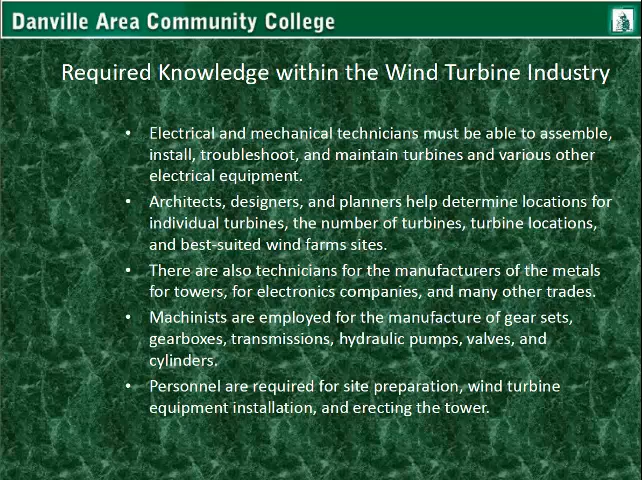 Danville Area Community College
Required Knowledge within the Wind Turbine Industry
• Electrical and mechanical technicians must be able to assemble,
install, troubleshoot, and maintain turbines and various other
electrical equipment.
• Architects, designers, and planners help determine locations for
individual turbines, the number of turbines, turbine locations,
and best-suited wind farms sites.
• There are also technicians for the manufacturers of the metals
for towers, for electronics companies, and many other trades.
• Machinists are employed for the manufacture of gear sets,
gearboxes, transmissions, hydraulic pumps, valves, and
cylinders.
• Personnel are required for site preparation, wind turbine
equipment installation, and erecting the tower.